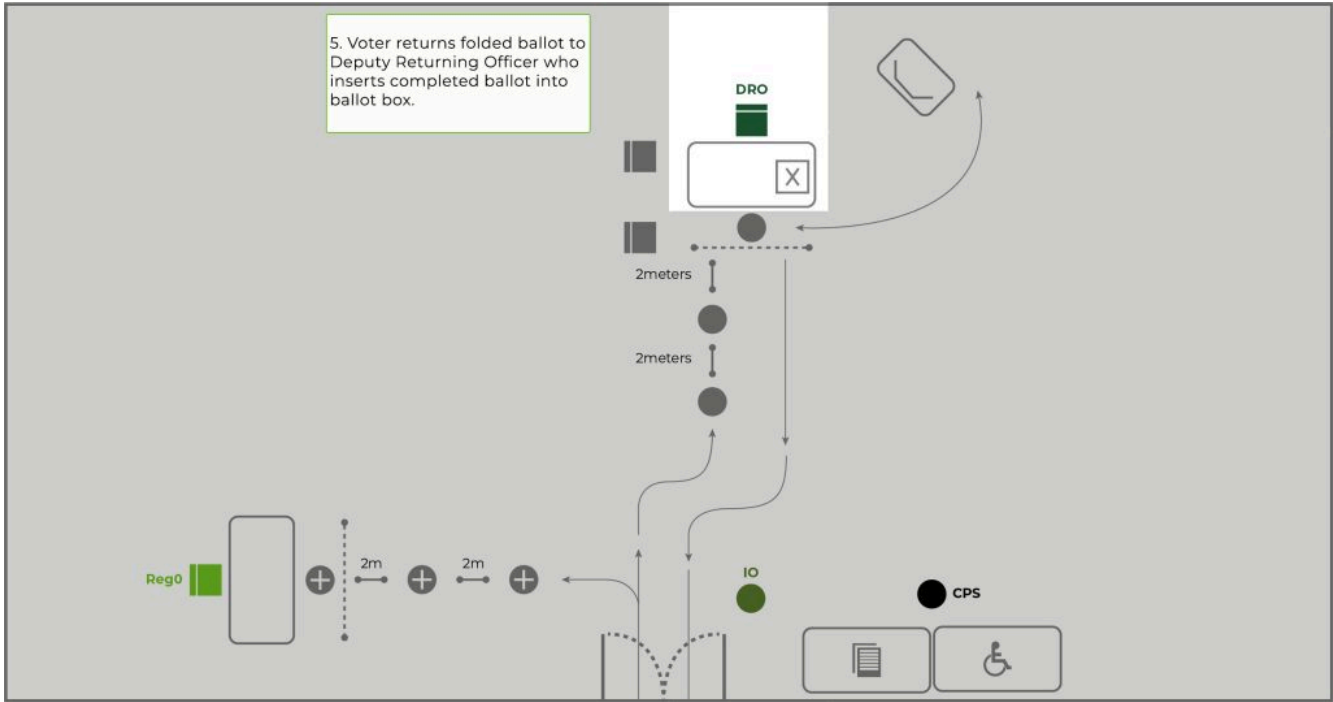 5. Voter returns folded ballot to
Deputy Returning Officer who
inserts completed ballot into
ballot box.
DRO
X
2meters
2meters
Reg0
2m
2m
IO
CPS